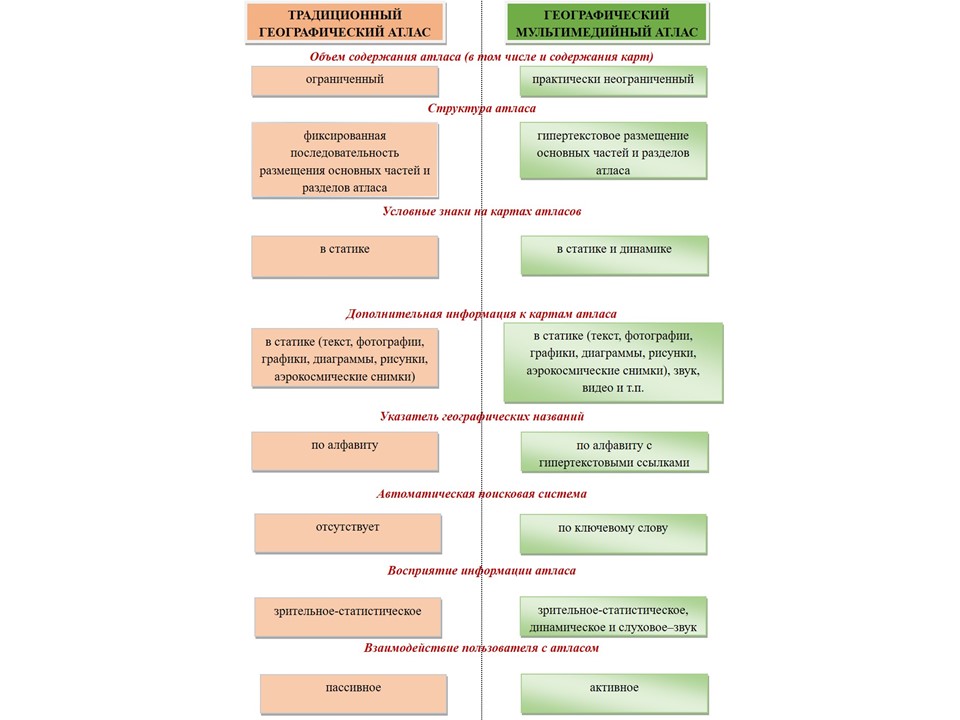 ТРАДИЦИОННЫЙ
ГЕОГРАФИЧЕСКИЙ АТЛАС
ГЕОГРАФИЧЕСКИЙ
МУЛЬТИМЕДИЙНЫЙ АТЛАС
Объем содержания атласа (в том числе и содержания карт)
ограниченный
практически неограниченный
Структура атласа
фиксированная
последовательность
размещения основных частей и
разделов атласа
гипертекстовое размещение
основных частей и разделов
атласа
Условные знаки на картах атласов
в статике
в статике и динамике
Дополнительная информация к картам атласа
в статике (текст, фотографии,
графики, диаграммы, рисунки,
аэрокосмические снимки)
в статике (текст, фотографии,
графики, диаграммы, рисунки,
аэрокосмические снимки), звук,
видео и т.п.
Указатель географических названий
по алфавиту
по алфавиту с
гипертекстовыми ссылками
Автоматическая поисковая система
отсутствует
по ключевому слову
Восприятие информации атласа
зрительное-статистическое
зрительное-статистическое,
динамическое и слуховое–звук
Взаимодействие пользователя с атласом
пассивное
активное